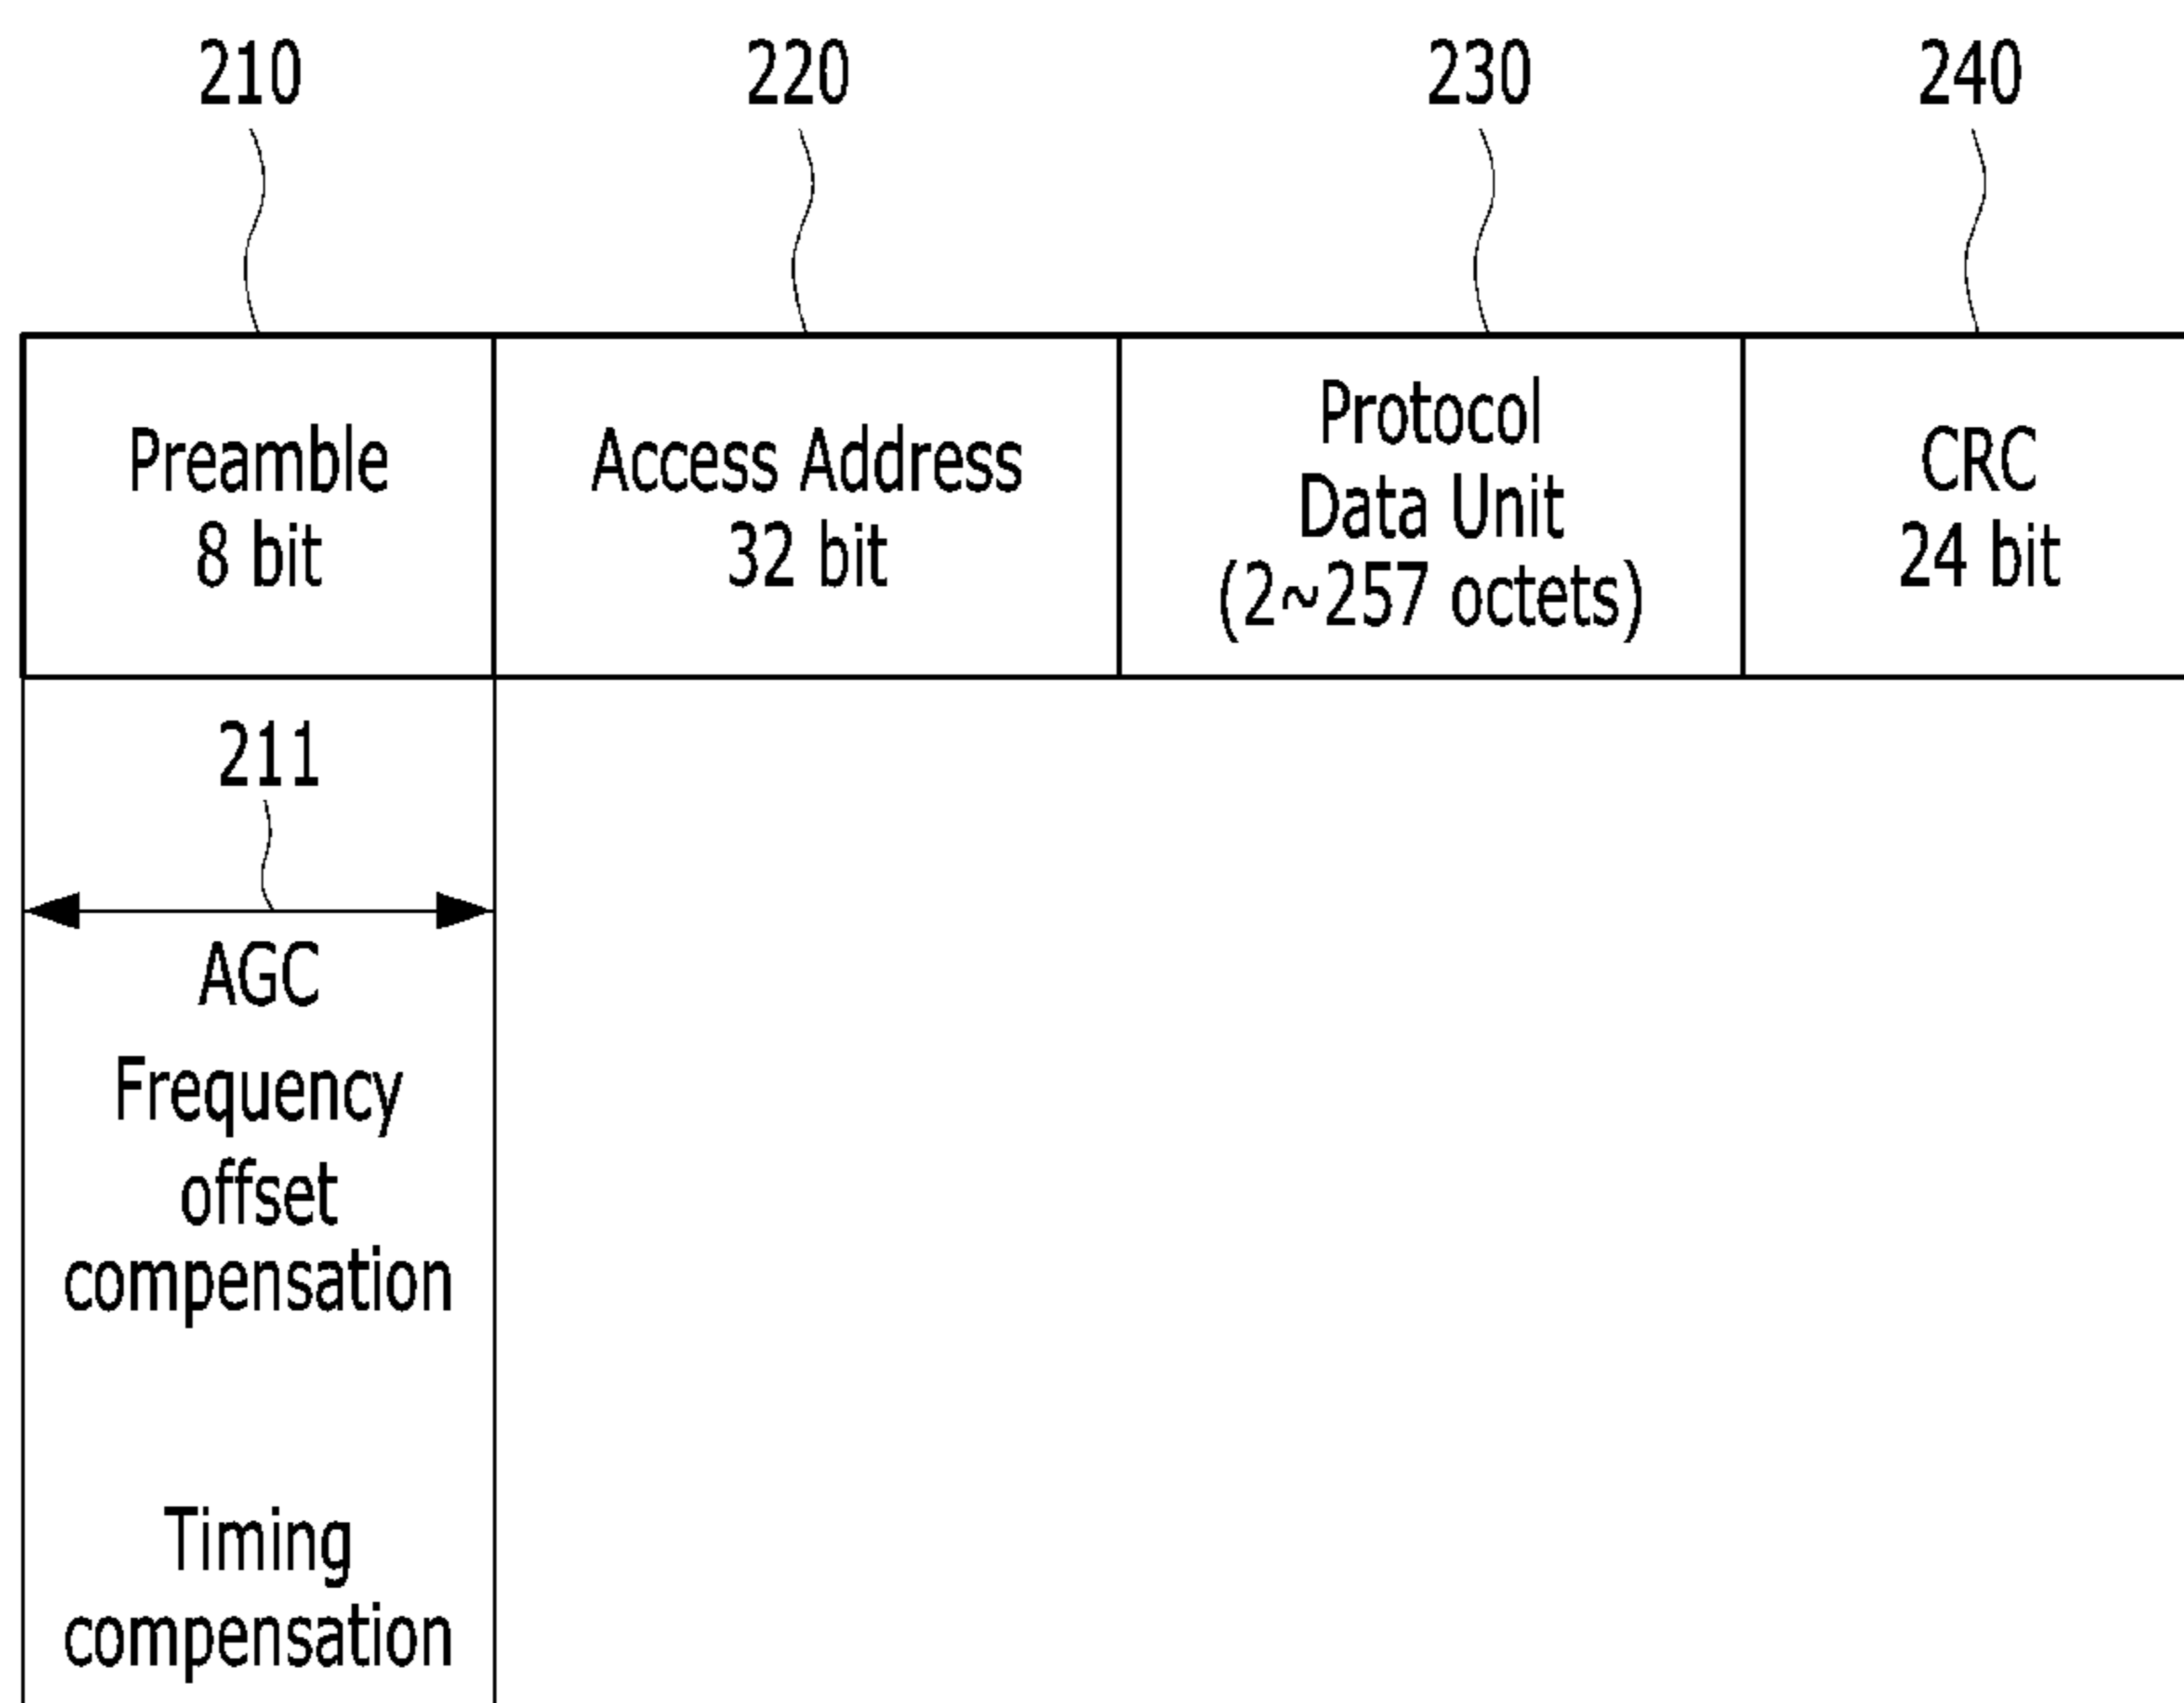 210
220
230
240
Preamble
8 bit
Access Address
32 bit
Protocol
Data Unit
(2~257 octets)
CRC
24 bit
211
AGC
Frequency
offset
compensation
Timing
compensation